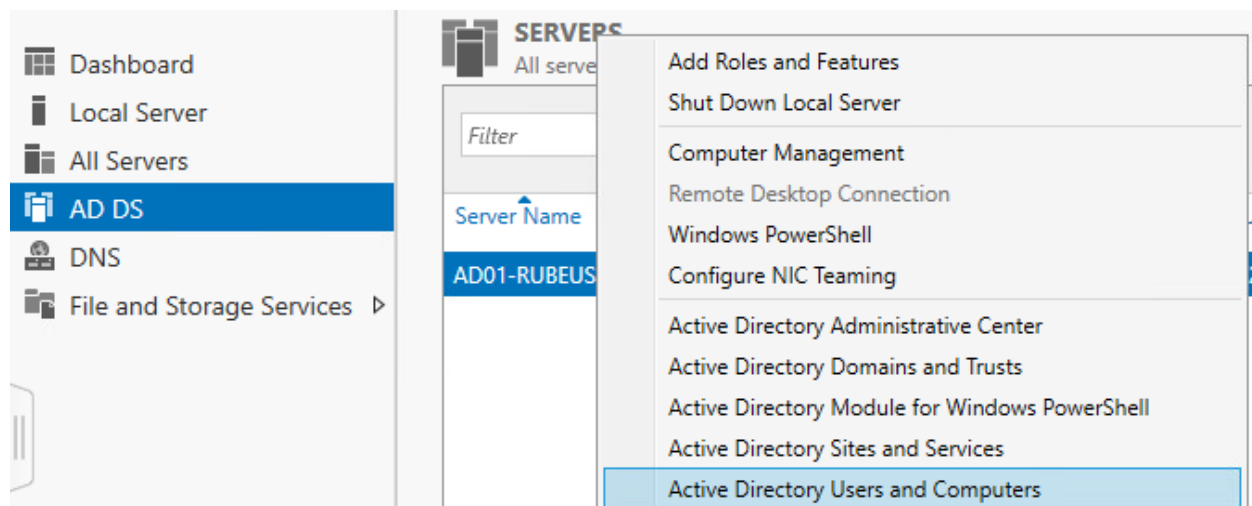 Dashboard
Local Server
All Servers
AD DS
DNS
File and Storage Services
SERVERS
All serve
Filter
Server Name
AD01-RUBEUS
Add Roles and Features
Shut Down Local Server
Computer Management
Remote Desktop Connection
Windows PowerShell
Configure NIC Teaming
Active Directory Administrative Center
Active Directory Domains and Trusts
Active Directory Module for Windows PowerShell
Active Directory Sites and Services
Active Directory Users and Computers